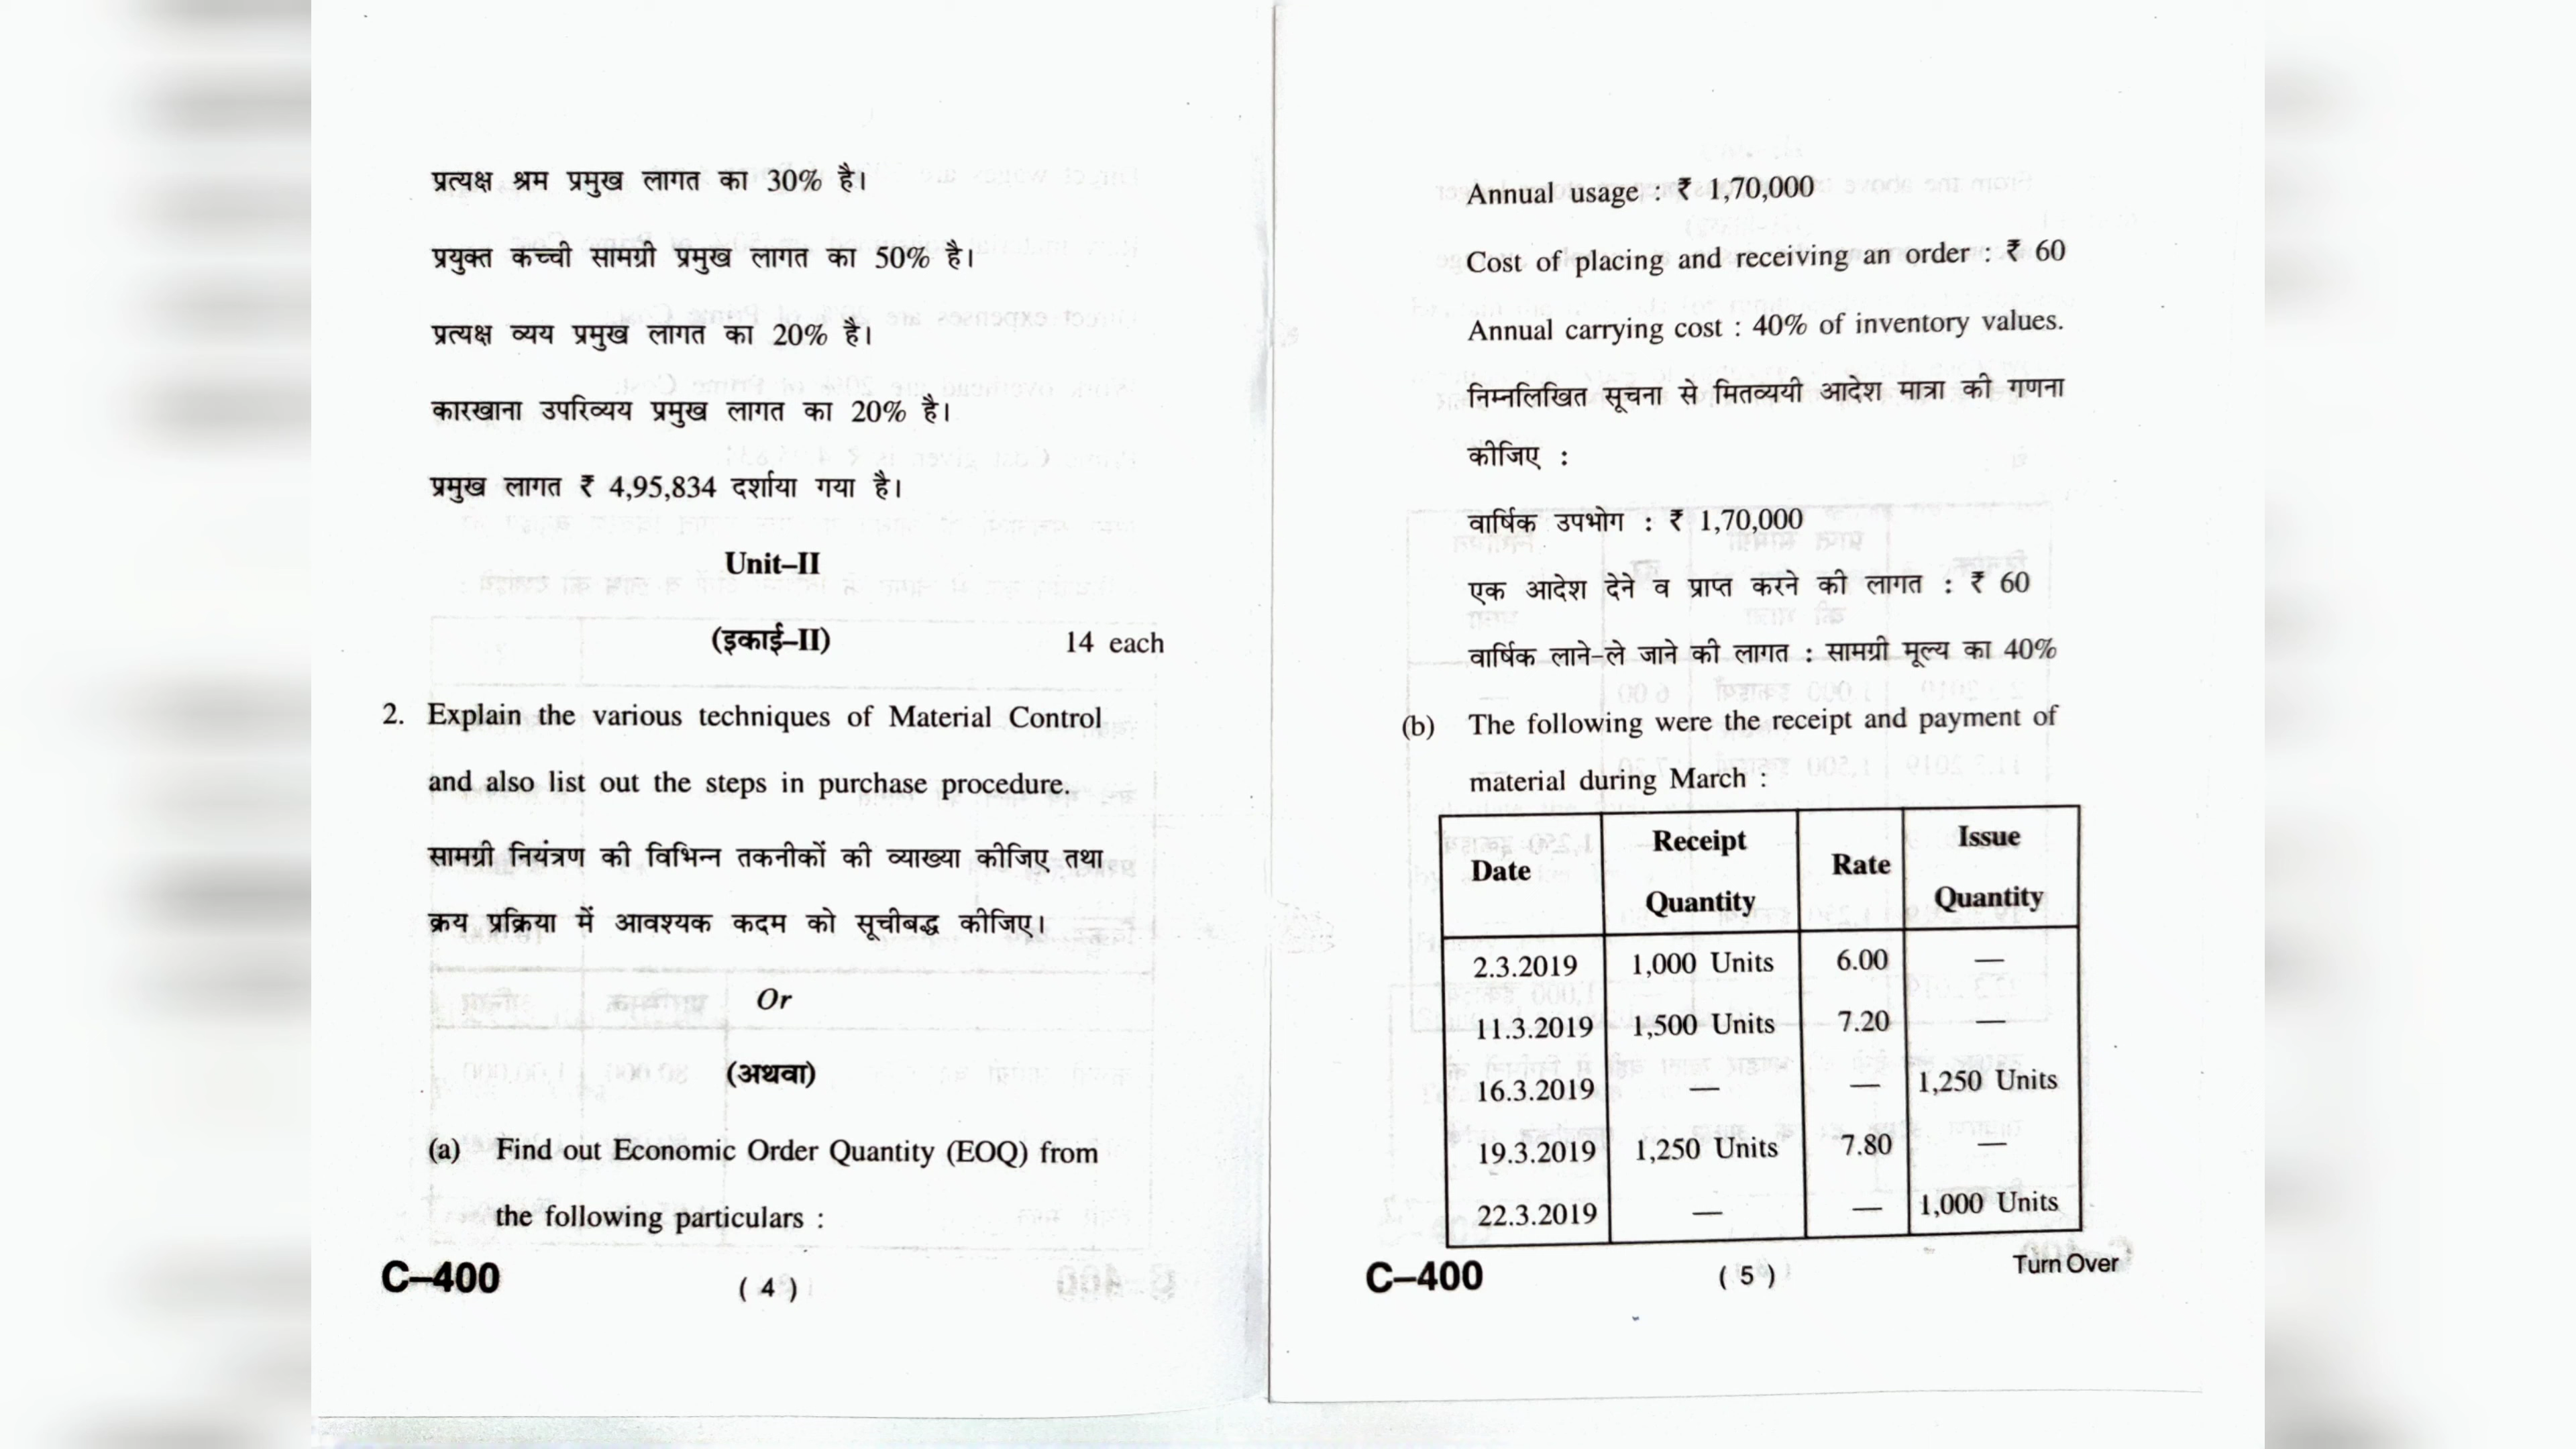 प्रत्यक्ष श्रम प्रमुख लागत का 30% है।
प्रयुक्त कच्ची सामग्री प्रमुख लागत का 50% है।
प्रत्यक्ष व्यय प्रमुख लागत का 20% है।
कारखाना उपरिव्यय प्रमुख लागत का 20% है।
प्रमुख लागत ₹ 4,95,834 दर्शाया गया है।
Unit–II
(इकाई–II) 14 each
2. Explain the various techniques of Material Control
and also list out the steps in purchase procedure.
सामग्री नियंत्रण की विभिन्न तकनीकों की व्याख्या कीजिए तथा
क्रय प्रक्रिया में आवश्यक कदम को सूचीबद्ध कीजिए।
Or
(अथवा)
(a) Find out Economic Order Quantity (EOQ) from
the following particulars :
C–400 ( 4 )
Annual usage : ₹ 1,70,000
Cost of placing and receiving an order : ₹ 60
Annual carrying cost : 40% of inventory values.
निम्नलिखित सूचना से मितव्ययी आदेश मात्रा की गणना
कीजिए :
वार्षिक उपभोग : ₹ 1,70,000
एक आदेश देने व प्राप्त करने की लागत : ₹ 60
वार्षिक लाने-ले जाने की लागत : सामग्री मूल्य का 40%
(b) The following were the receipt and payment of
material during March :
Date Receipt Quantity Rate Issue Quantity
2.3.2019 1,000 Units 6.00 —
11.3.2019 1,500 Units 7.20 —
16.3.2019 — — 1,250 Units
19.3.2019 1,250 Units 7.80 —
22.3.2019 — — 1,000 Units
C–400 ( 5 ) Turn Over